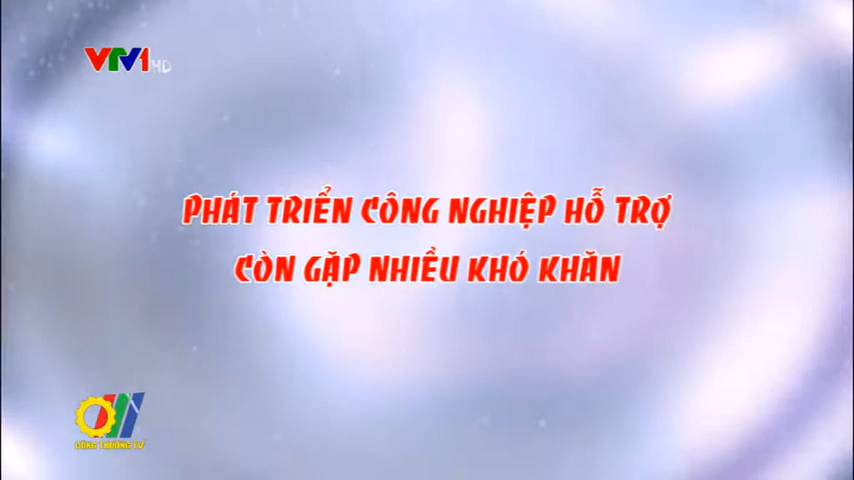 VTV1 HD
PHÁT TRIỂN CÔNG NGHIỆP HỖ TRỢ
CÒN GẶP NHIỀU KHÓ KHĂN
CÔNG THƯƠNG TV